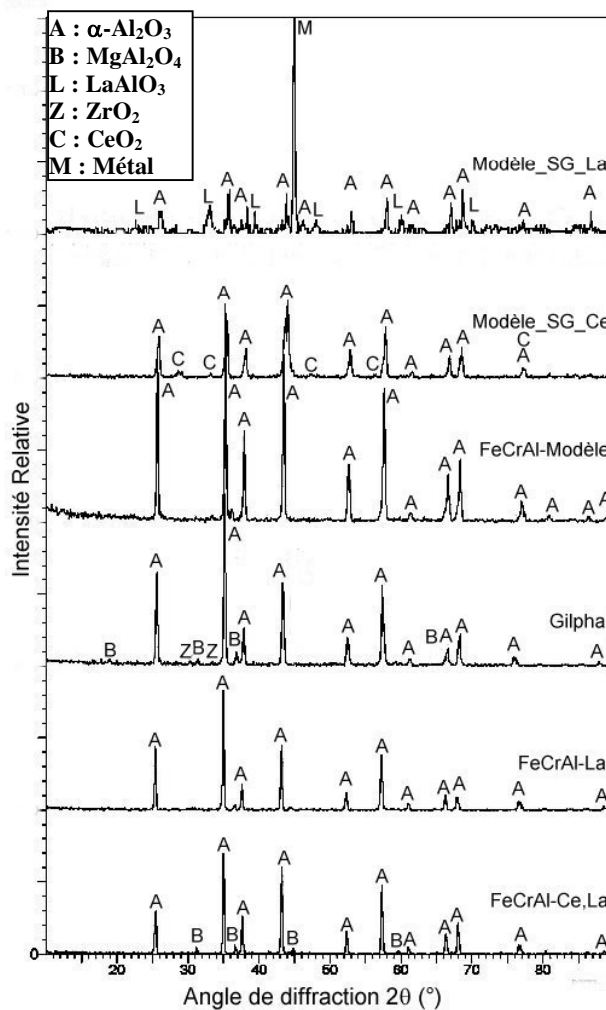 A : α-Al2O3
B : MgAl2O4
L : LaAlO3
Z : ZrO2
C : CeO2
M : Métal
M
L A L A A L A A L A A A L A A L A A L A A
Modèle_SG_La
A C C A A A C A A C A A A C A
Modèle_SG_Ce
A A A A A A A A A A A A A
FeCrAl-Modèle
B A Z B Z A B A A A A A B A A A A
Gilphal
A A A A A A A A A A A
FeCrAl-La
A B A B A A B A A B A A A A A
FeCrAl-Ce,La
Intensité Relative
0
20 30 40 50 60 70 80
Angle de diffraction 2θ (°)